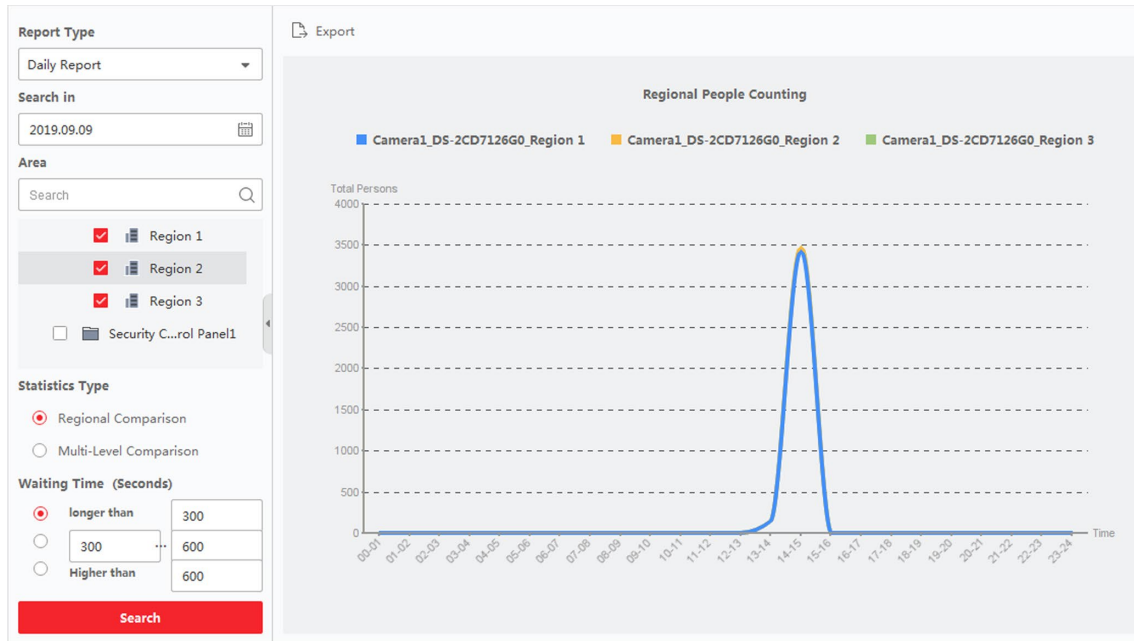 Report Type
Daily Report
Search in
2019.09.09
Area
Search
Region 1
Region 2
Region 3
Security C...rol Panel1
Statistics Type
Regional Comparison
Multi-Level Comparison
Waiting Time (Seconds)
longer than 300
300 ... 600
Higher than 600
Search
Export
Regional People Counting
Camera1_DS-2CD7126G0_Region 1 Camera1_DS-2CD7126G0_Region 2 Camera1_DS-2CD7126G0_Region 3
Total Persons
4000
3500
3000
2500
2000
1500
1000
500
0
Time
00-01 01-02 02-03 03-04 04-05 05-06 06-07 07-08 08-09 09-10 10-11 11-12 12-13 13-14 14-15 15-16 16-17 17-18 18-19 19-20 20-21 21-22 22-23 23-24